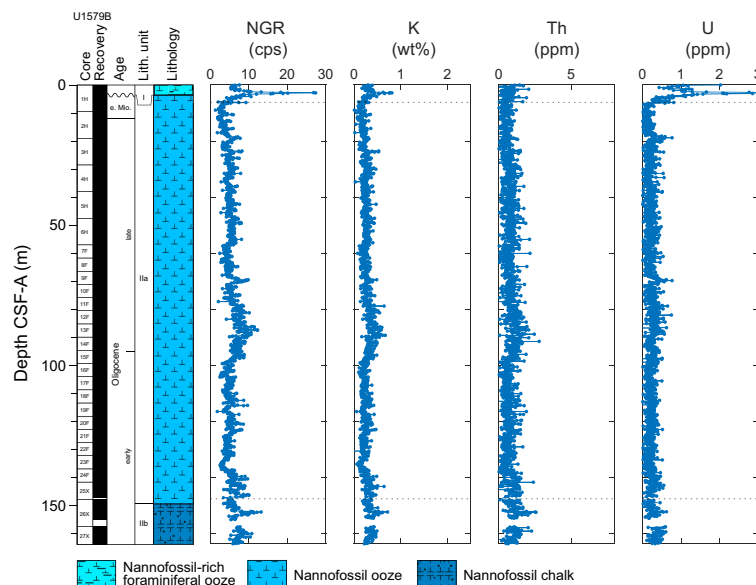 U1579B
Core
Recovery
Age
Lith. unit
Lithology
NGR
(cps)
K
(wt%)
Th
(ppm)
U
(ppm)
0 10 20 30
0 1 2
0 5
0 1 2 3
Depth CSF-A (m)
0
50
100
150
1H
2H
3H
4H
5H
6H
7F
8F
9F
10F
11F
12F
13F
14F
15F
16F
17F
18F
19F
20F
21F
22F
23F
24F
25X
26X
27X
e. Mio.
late
Oligocene
early
I
IIa
IIb
Nannofossil-rich
foraminiferal ooze
Nannofossil ooze
Nannofossil chalk